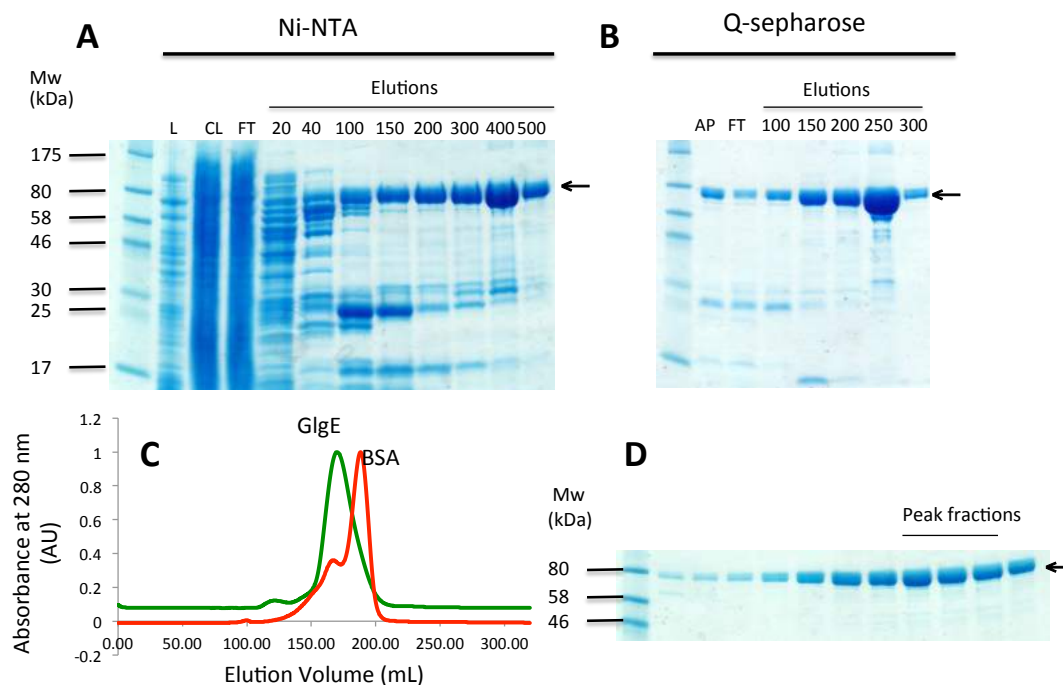 A
Ni-NTA
Mw
(kDa)
Elutions
L CL FT 20 40 100 150 200 300 400 500
175
80
58
46
30
25
17
B
Q-sepharose
Elutions
AP FT 100 150 200 250 300
C
GlgE
BSA
Absorbance at 280 nm
(AU)
1.2
1
0.8
0.6
0.4
0.2
0
-0.2
0.00 50.00 100.00 150.00 200.00 250.00 300.00
Elution Volume (mL)
D
Mw
(kDa)
Peak fractions
80
58
46